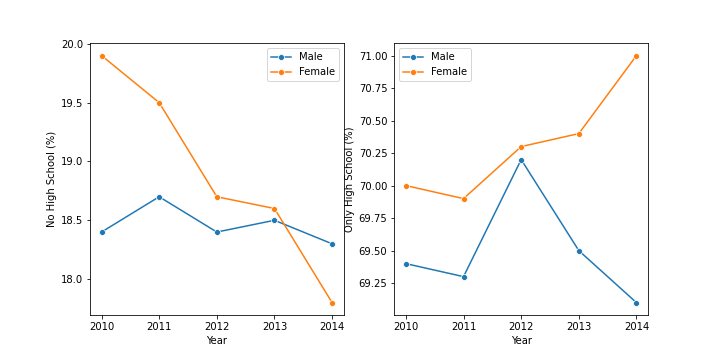 20.0
19.5
19.0
18.5
18.0
No High School (%)
Male
Female
2010 2011 2012 2013 2014
Year
71.00
70.75
70.50
70.25
70.00
69.75
69.50
69.25
Only High School (%)
Male
Female
2010 2011 2012 2013 2014
Year